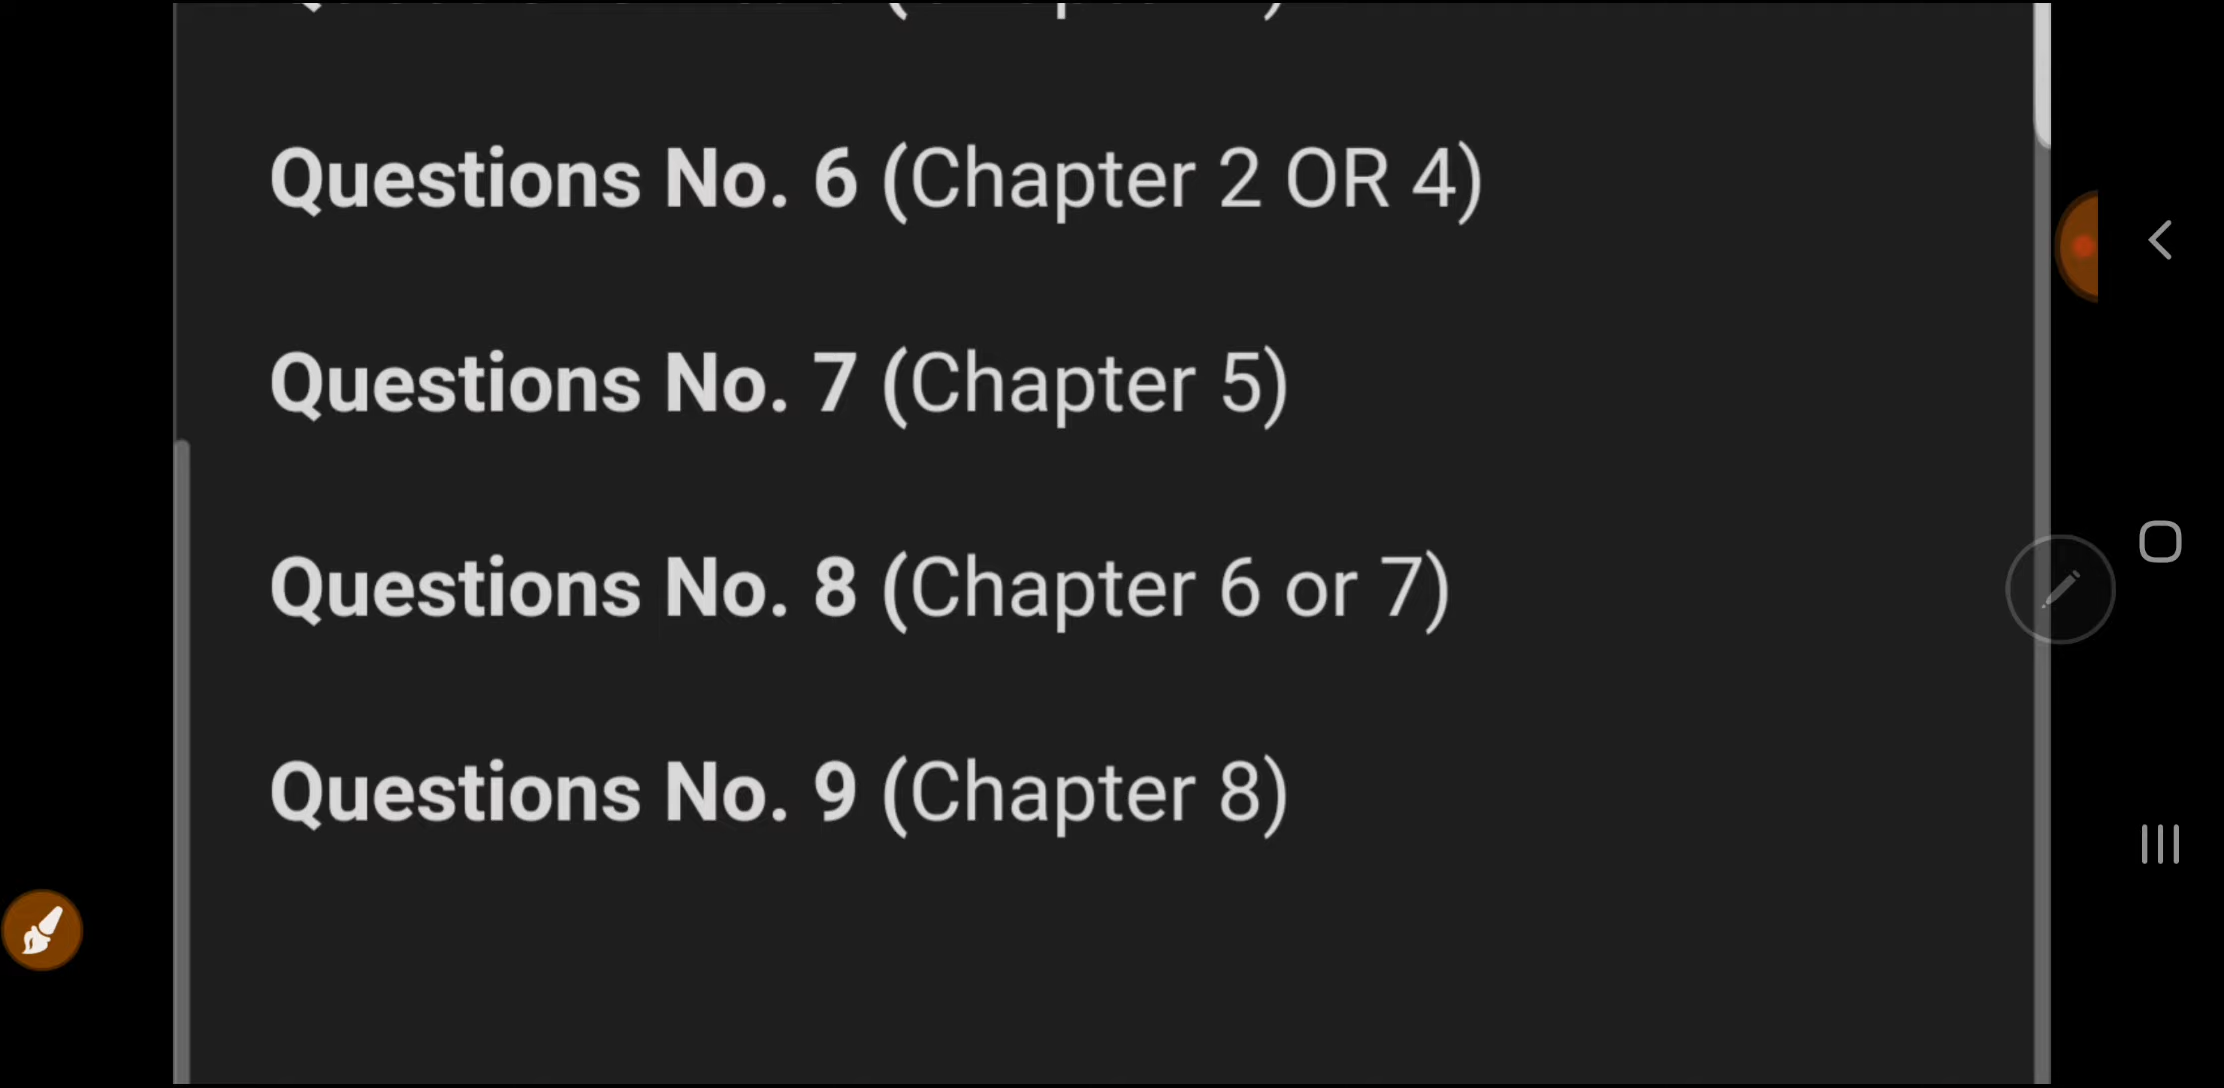 Questions No. 6 (Chapter 2 OR 4)
Questions No. 7 (Chapter 5)
Questions No. 8 (Chapter 6 or 7)
Questions No. 9 (Chapter 8)